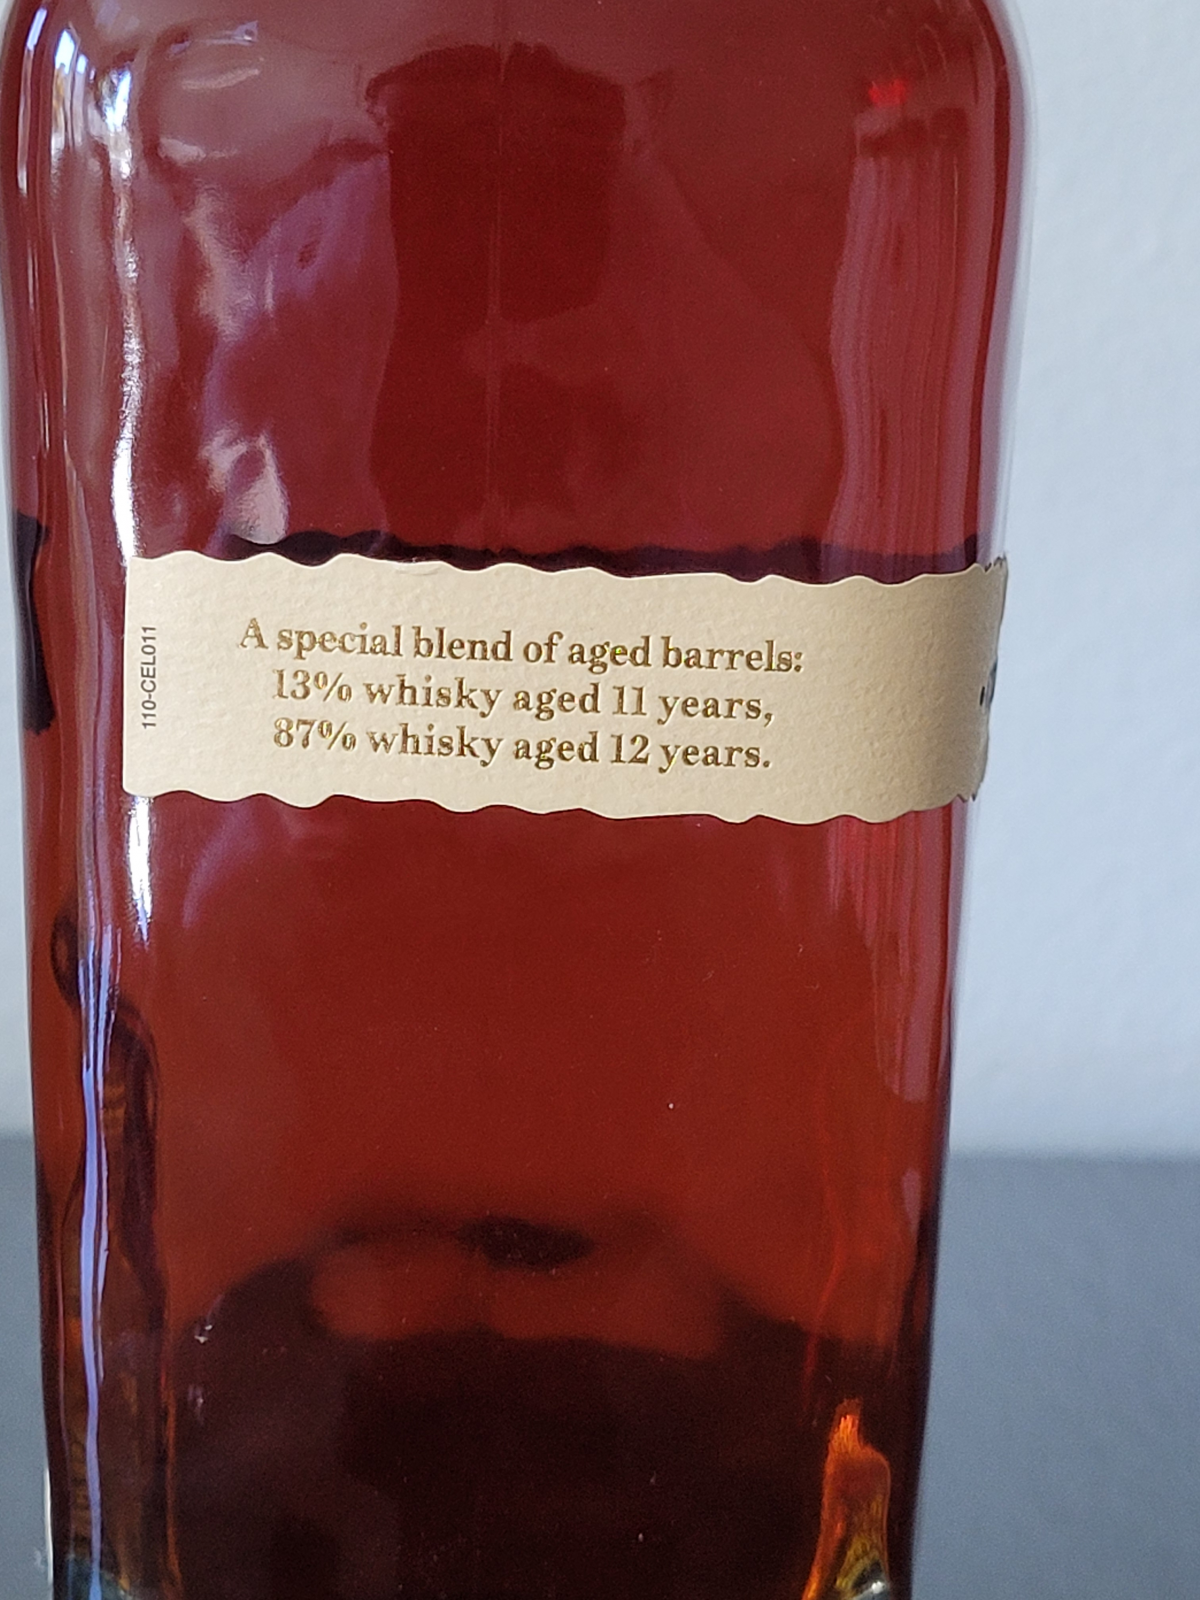 A special blend of aged barrels:
13% whisky aged 11 years,
87% whisky aged 12 years.
110-CEL011